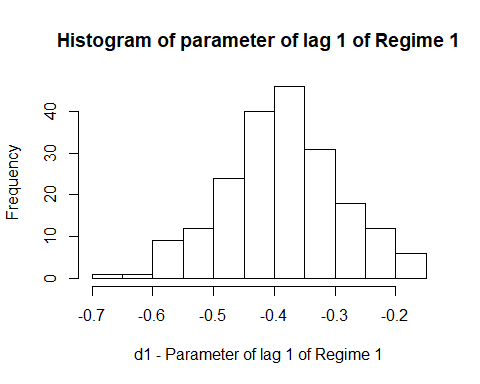 Histogram of parameter of lag 1 of Regime 1
Frequency
40
30
20
10
0
-0.7 -0.6 -0.5 -0.4 -0.3 -0.2
d1 - Parameter of lag 1 of Regime 1